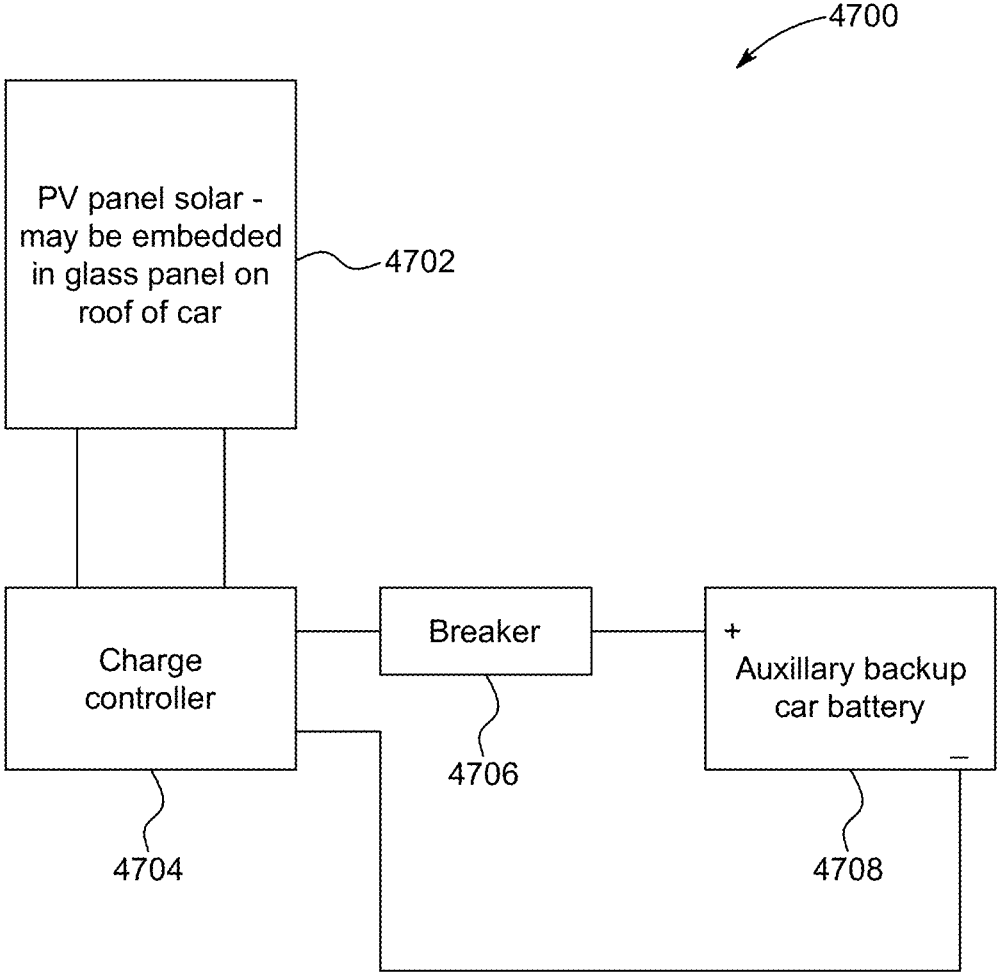 4700
PV panel solar -
may be embedded
in glass panel on
roof of car
4702
Charge
controller
Breaker
+
Auxillary backup
car battery
–
4706
4704
4708